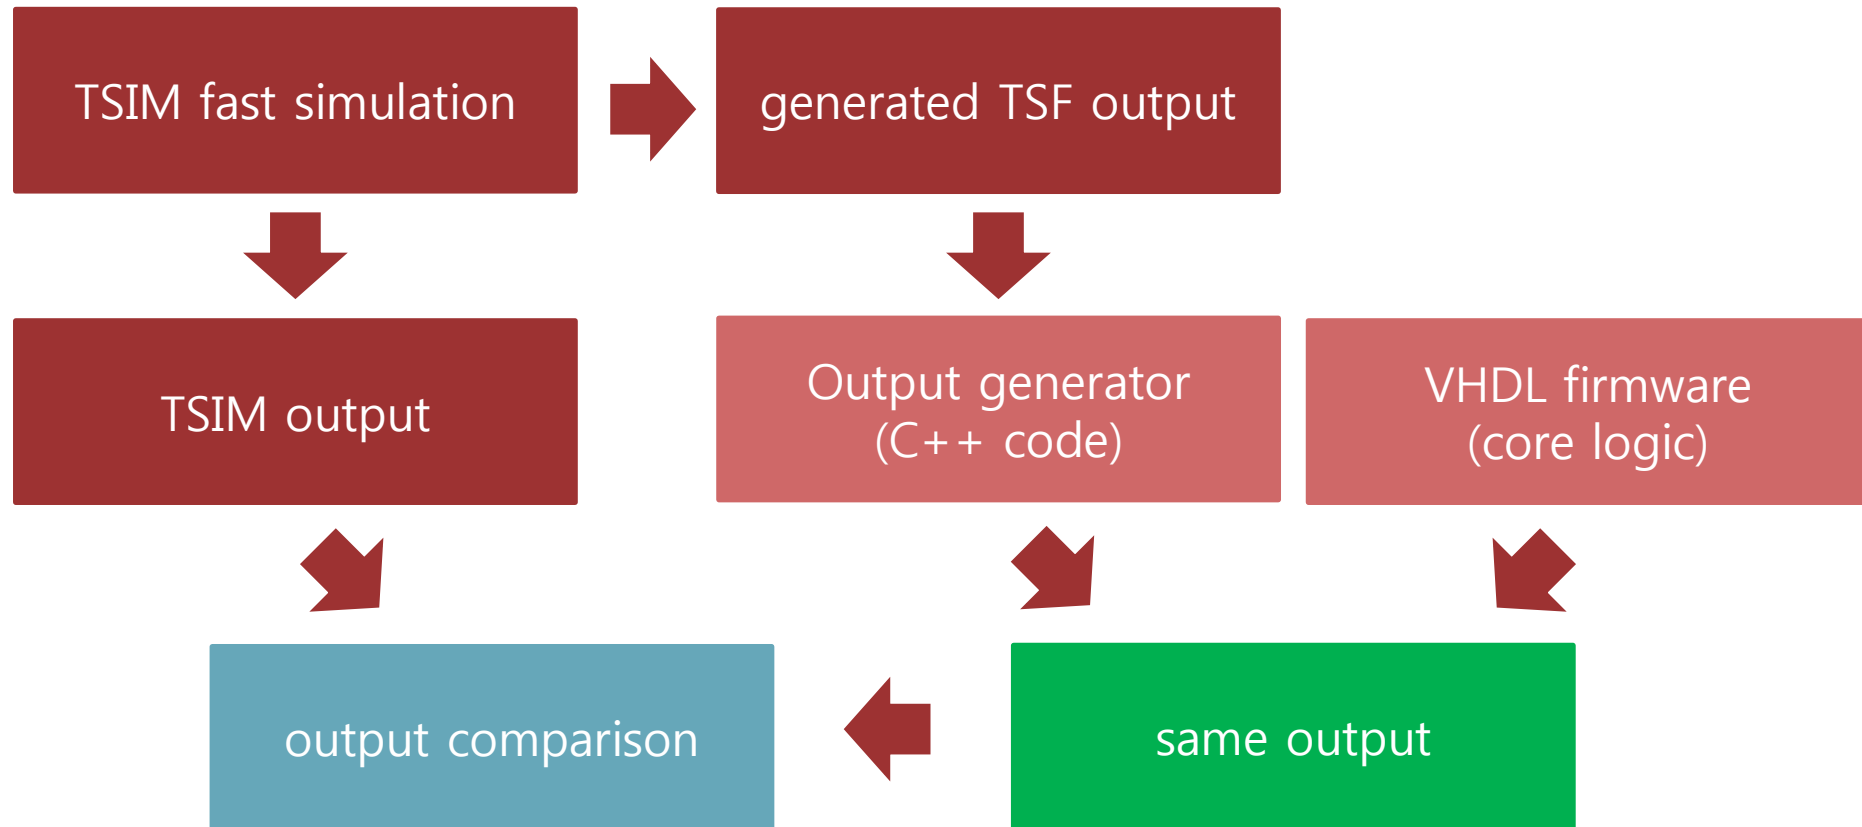 TSIM fast simulation
generated TSF output
TSIM output
Output generator
(C++ code)
VHDL firmware
(core logic)
output comparison
same output